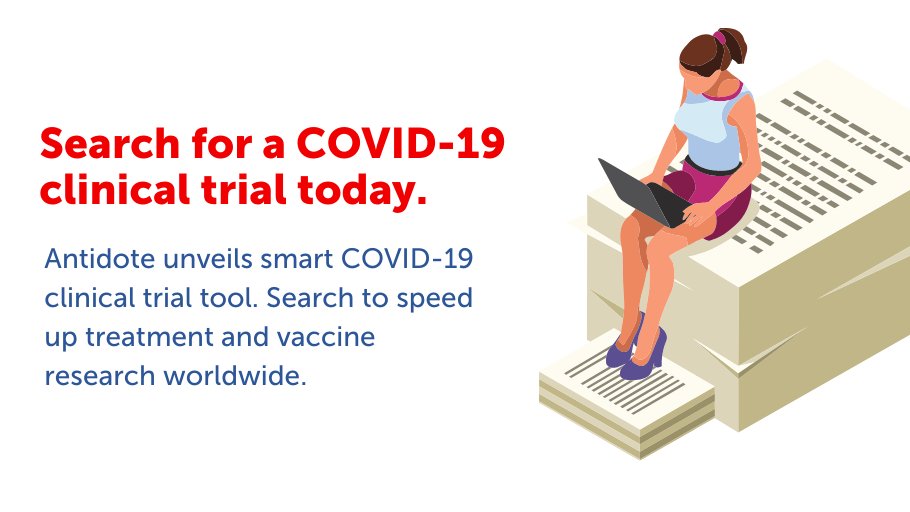 Search for a COVID-19
clinical trial today.
Antidote unveils smart COVID-19
clinical trial tool. Search to speed
up treatment and vaccine
research worldwide.